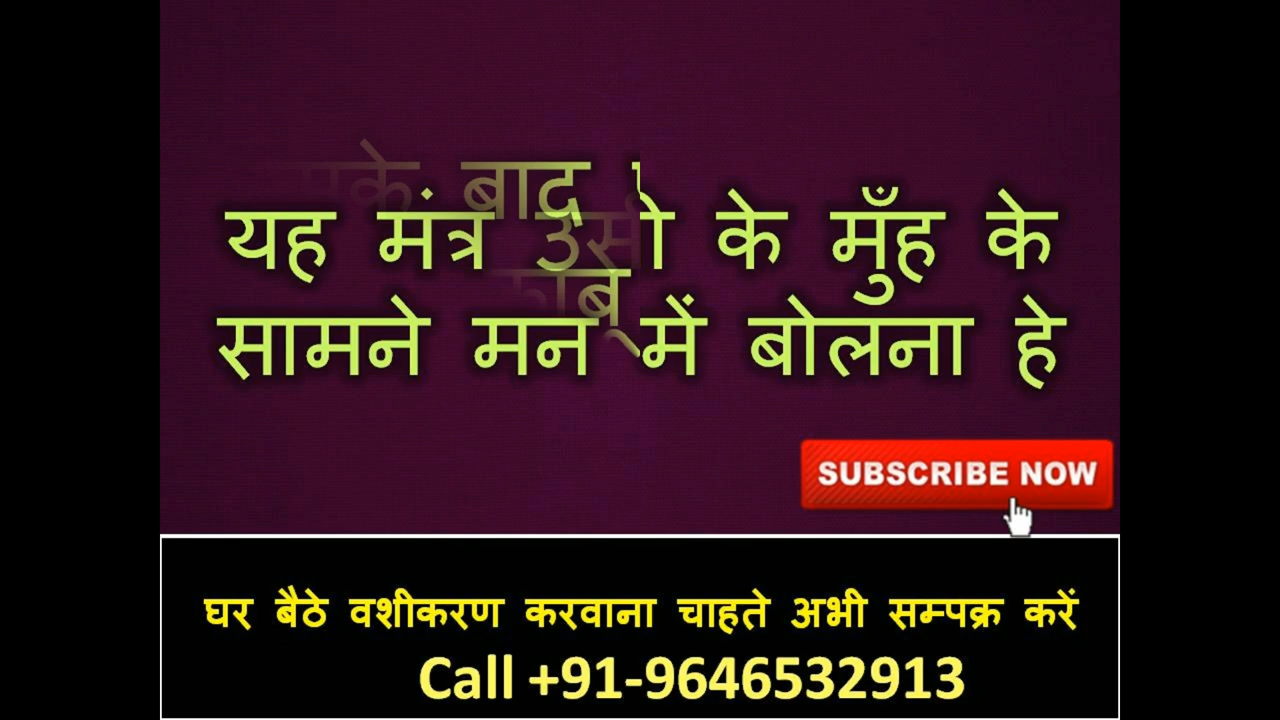 बाद
यह मंत्र उसी के मुँह के
सामने मन में बोलना हे
SUBSCRIBE NOW
घर बैठे वशीकरण करवाना चाहते अभी सम्पक्र करें
Call +91-9646532913